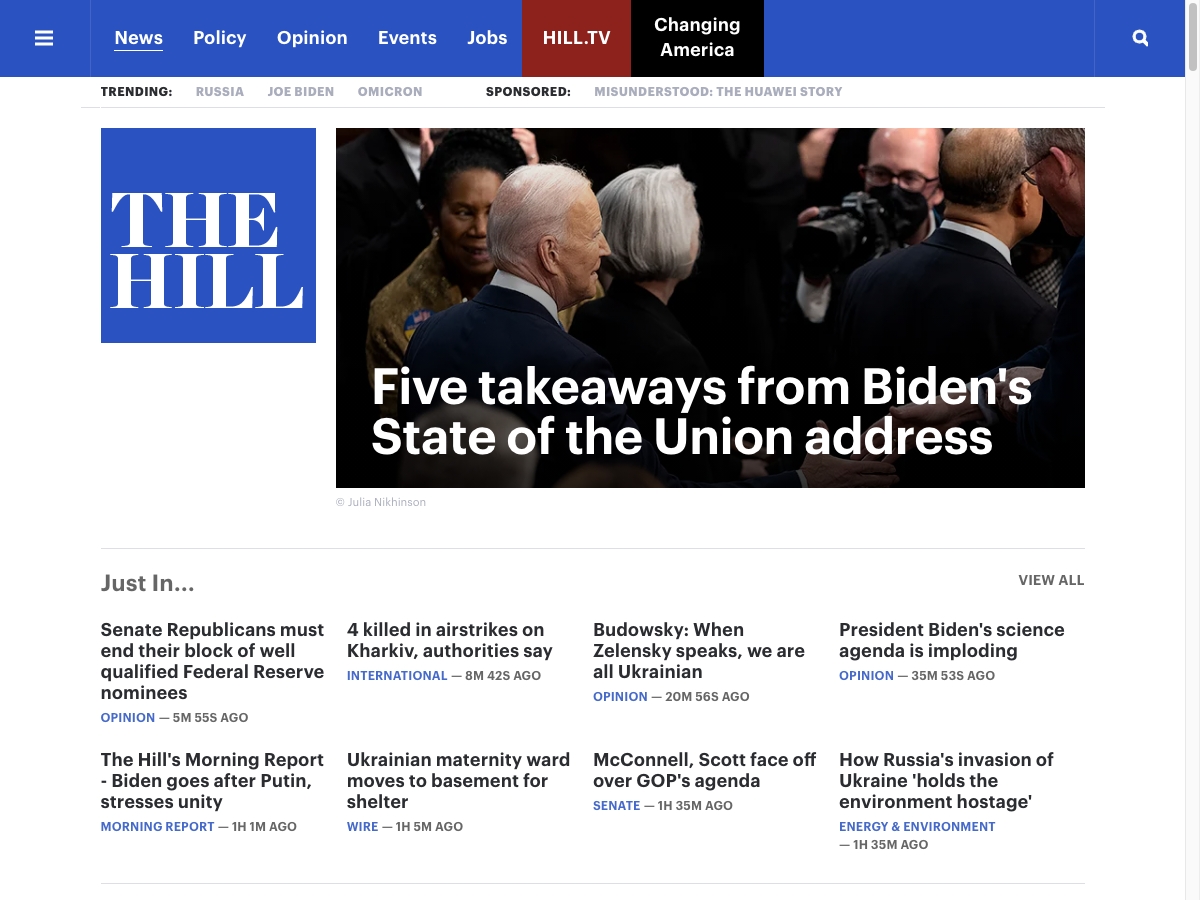 News
Policy
Opinion
Events
Jobs
HILL.TV
Changing
America
TRENDING:
RUSSIA
JOE BIDEN
OMICRON
SPONSORED:
MISUNDERSTOOD: THE HUAWEI STORY
THE
HILL
Five takeaways from Biden's
State of the Union address
© Julia Nikhinson
Just In...
VIEW ALL
Senate Republicans must
end their block of well
qualified Federal Reserve
nominees
OPINION — 5M 55S AGO
4 killed in airstrikes on
Kharkiv, authorities say
INTERNATIONAL — 8M 42S AGO
Budowsky: When
Zelensky speaks, we are
all Ukrainian
OPINION — 20M 56S AGO
President Biden's science
agenda is imploding
OPINION — 35M 53S AGO
The Hill's Morning Report
- Biden goes after Putin,
stresses unity
MORNING REPORT — 1H 1M AGO
Ukrainian maternity ward
moves to basement for
shelter
WIRE — 1H 5M AGO
McConnell, Scott face off
over GOP's agenda
SENATE — 1H 35M AGO
How Russia's invasion of
Ukraine 'holds the
environment hostage'
ENERGY & ENVIRONMENT
— 1H 35M AGO